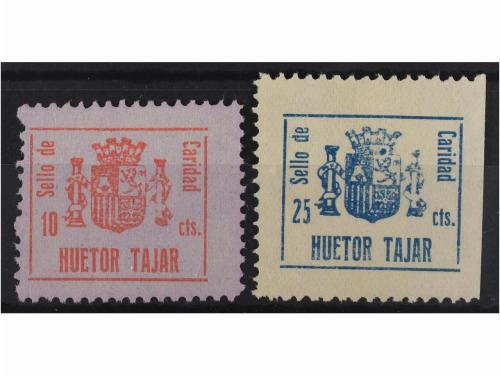 Sello de
Caridad
10
cts.
HUETOR TAJAR
Sello de
Caridad
25
cts.
HUETOR TAJAR